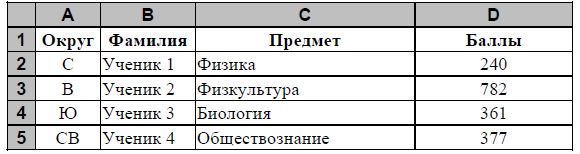 A B C D
1 Округ Фамилия Предмет Баллы
2 С Ученик 1 Физика 240
3 В Ученик 2 Физкультура 782
4 Ю Ученик 3 Биология 361
5 СВ Ученик 4 Обществознание 377